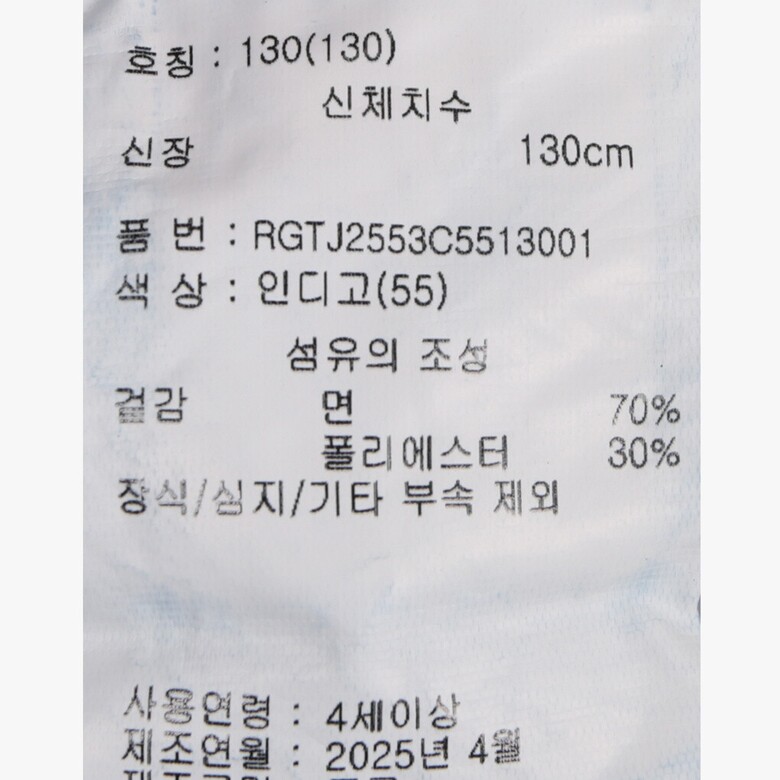 호칭 : 130(130)
신체치수
신장 130cm
품 번 : RGTJ2553C5513001
색 상 : 인디고(55)
섬유의 조성
겉감 면 70%
폴리에스터 30%
장식/심지/기타 부속 제외
사용연령 : 4세이상
제조연월 : 2025년 4월